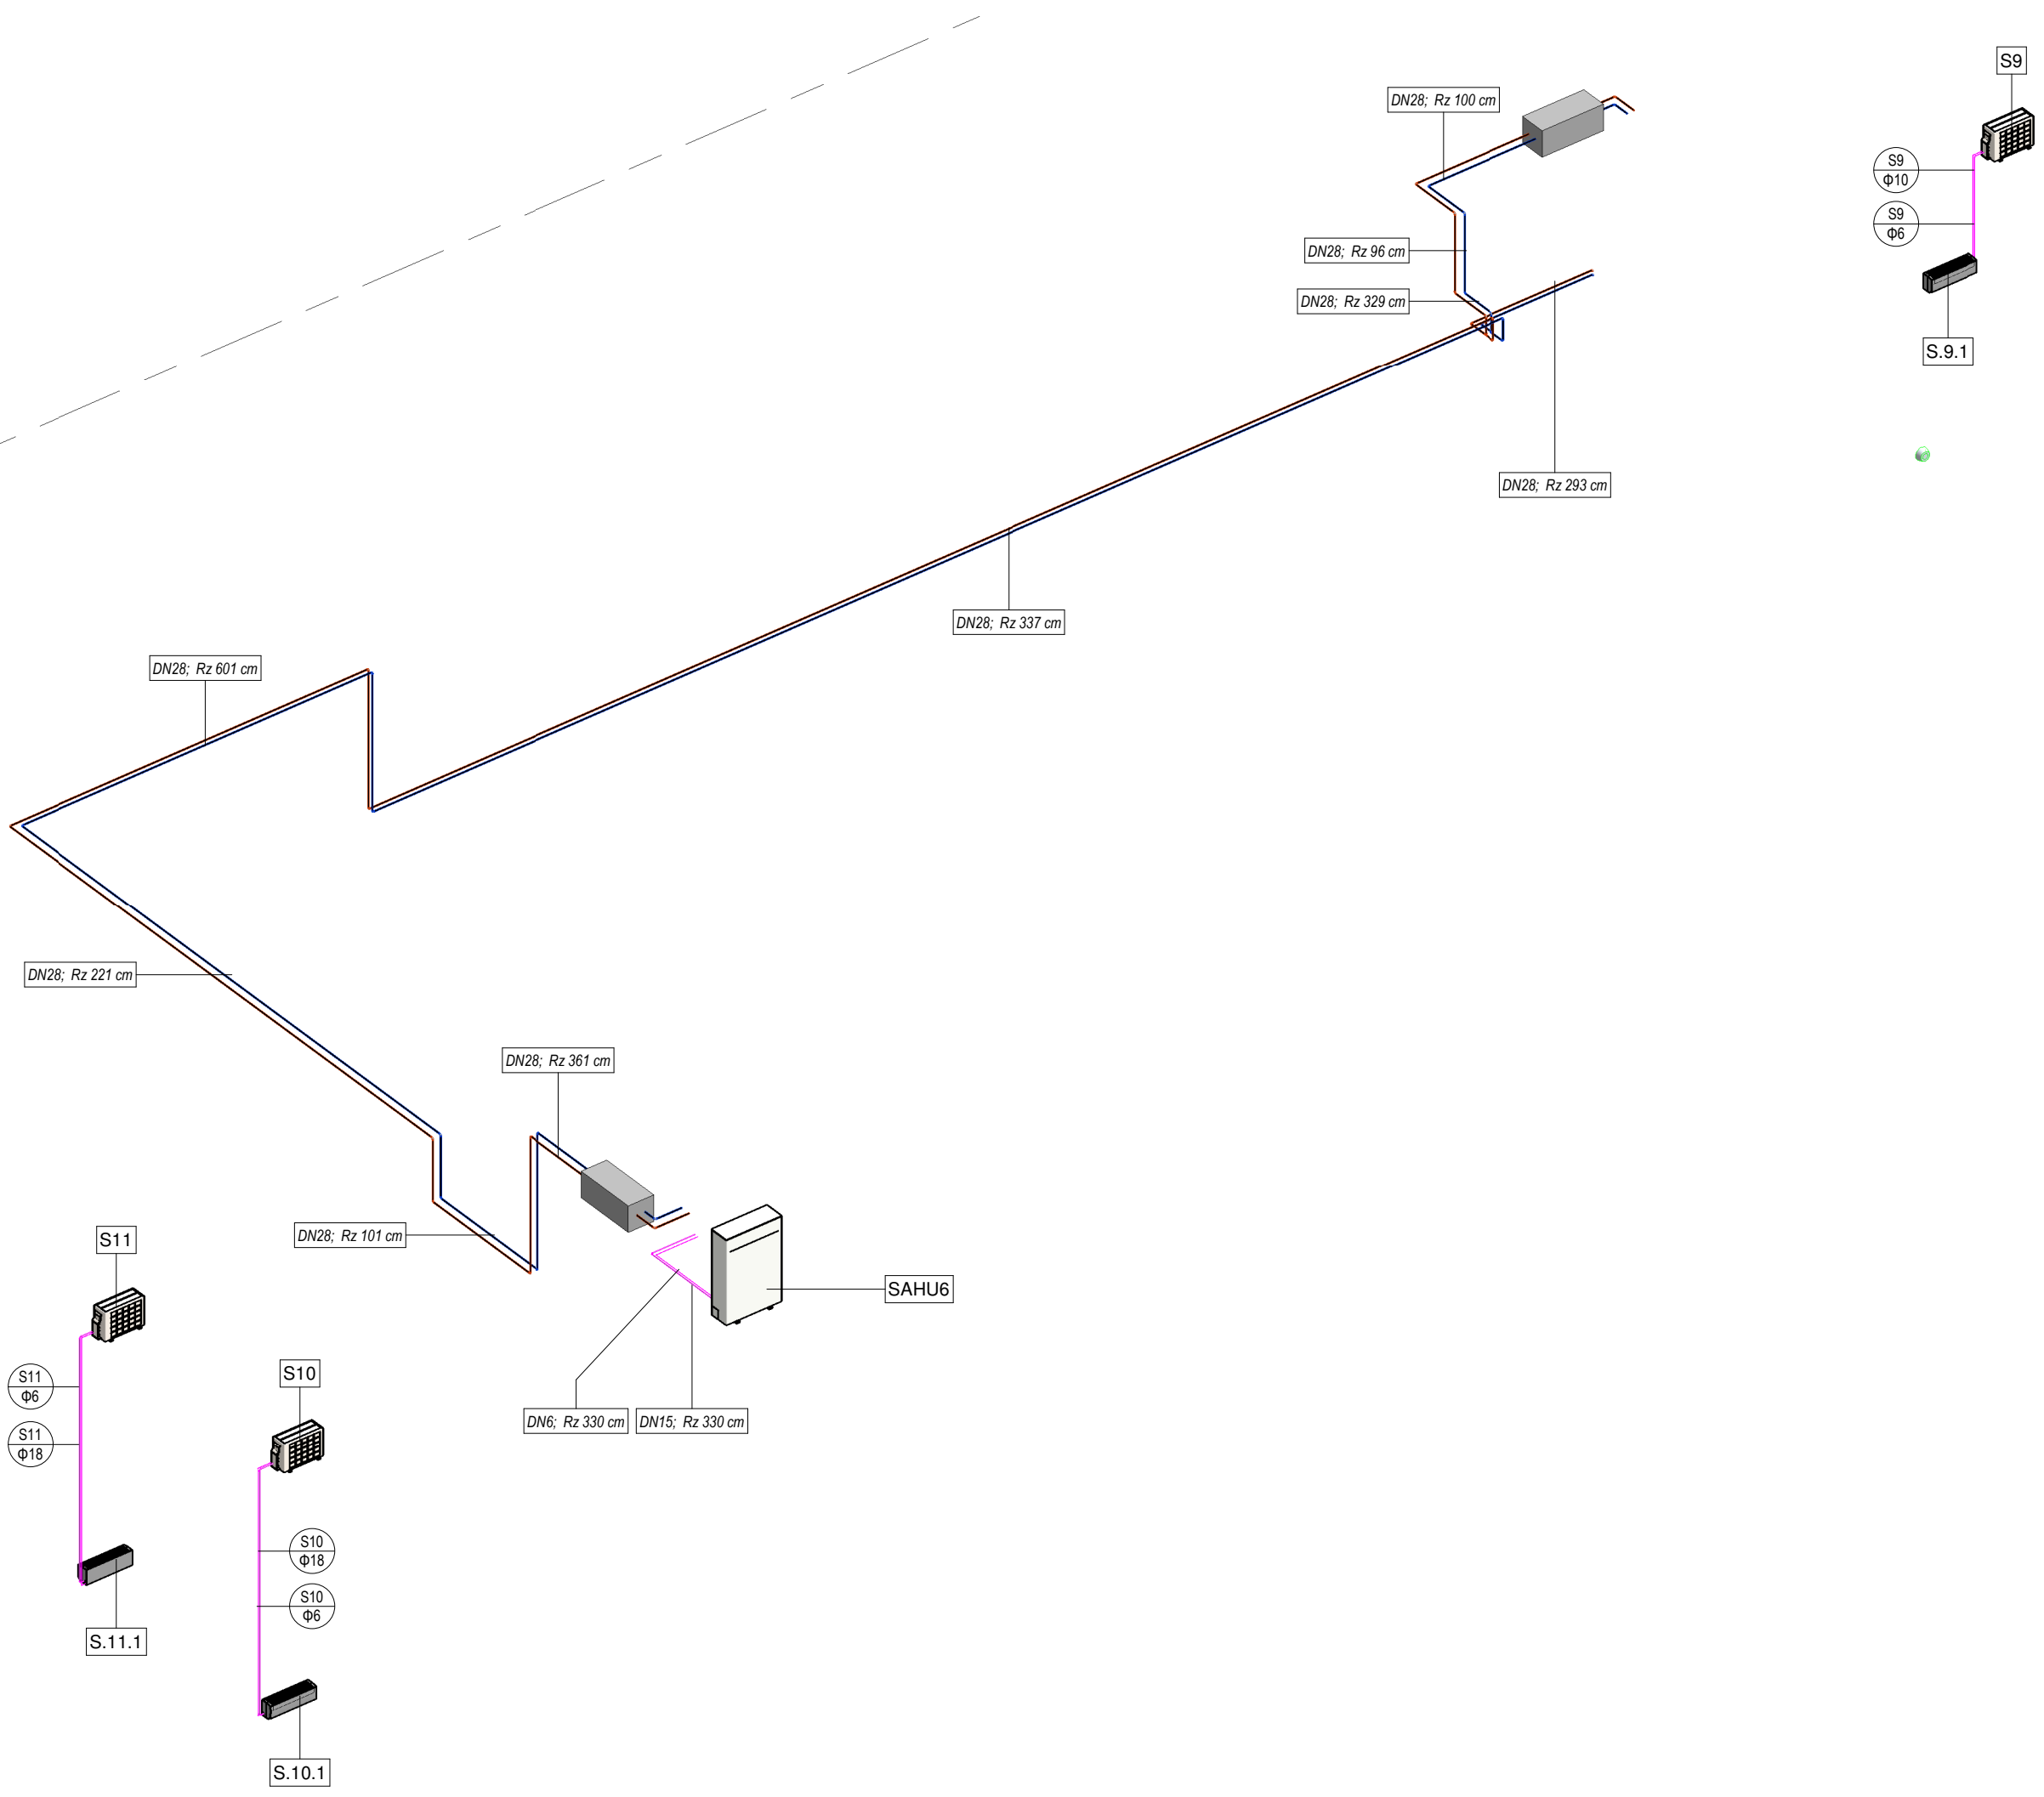 S9
DN28; Rz 100 cm
S9
Φ10
S9
Φ6
DN28; Rz 96 cm
DN28; Rz 329 cm
S.9.1
DN28; Rz 293 cm
DN28; Rz 337 cm
DN28; Rz 601 cm
DN28; Rz 221 cm
DN28; Rz 361 cm
DN28; Rz 101 cm
S11
SAHU6
S11
Φ6
S10
DN6; Rz 330 cm
DN15; Rz 330 cm
S11
Φ18
S10
Φ18
S10
Φ6
S.11.1
S.10.1